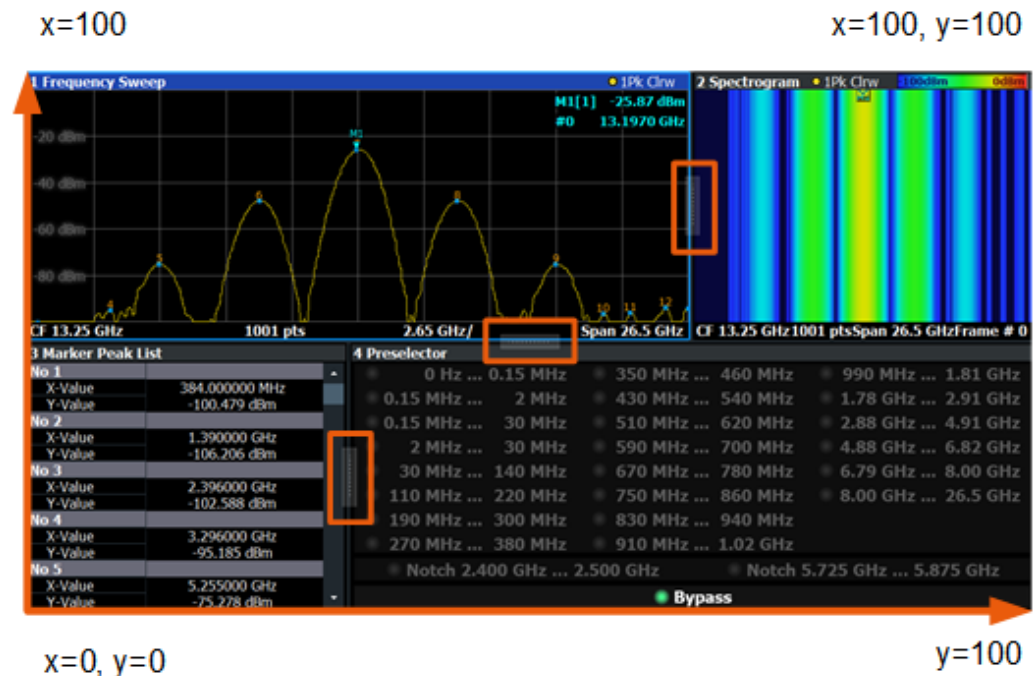 x=100
x=100, y=100
1 Frequency Sweep
1Pk Clrw
2 Spectrogram
1Pk Clrw
-100dBm
0dBm
M1[1] -25.87 dBm
#0 13.1970 GHz
M1
-20 dBm
-40 dBm
-60 dBm
-80 dBm
6
8
5
9
4
10
11
12
CF 13.25 GHz
1001 pts
2.65 GHz/
Span 26.5 GHz
CF 13.25 GHz 1001 pts Span 26.5 GHz Frame # 0
3 Marker Peak List
4 Preselector
No 1
X-Value 384.000000 MHz
Y-Value -100.479 dBm
No 2
X-Value 1.390000 GHz
Y-Value -106.206 dBm
No 3
X-Value 2.396000 GHz
Y-Value -102.588 dBm
No 4
X-Value 3.296000 GHz
Y-Value -95.185 dBm
No 5
X-Value 5.255000 GHz
Y-Value -75.278 dBm
0 Hz ... 0.15 MHz
350 MHz ... 460 MHz
990 MHz ... 1.81 GHz
0.15 MHz ... 2 MHz
430 MHz ... 540 MHz
1.78 GHz ... 2.91 GHz
0.15 MHz ... 30 MHz
510 MHz ... 620 MHz
2.88 GHz ... 4.91 GHz
2 MHz ... 30 MHz
590 MHz ... 700 MHz
4.88 GHz ... 6.82 GHz
30 MHz ... 140 MHz
670 MHz ... 780 MHz
6.79 GHz ... 8.00 GHz
110 MHz ... 220 MHz
750 MHz ... 860 MHz
8.00 GHz ... 26.5 GHz
190 MHz ... 300 MHz
830 MHz ... 940 MHz
270 MHz ... 380 MHz
910 MHz ... 1.02 GHz
Notch 2.400 GHz ... 2.500 GHz
Notch 5.725 GHz ... 5.875 GHz
Bypass
x=0, y=0
y=100